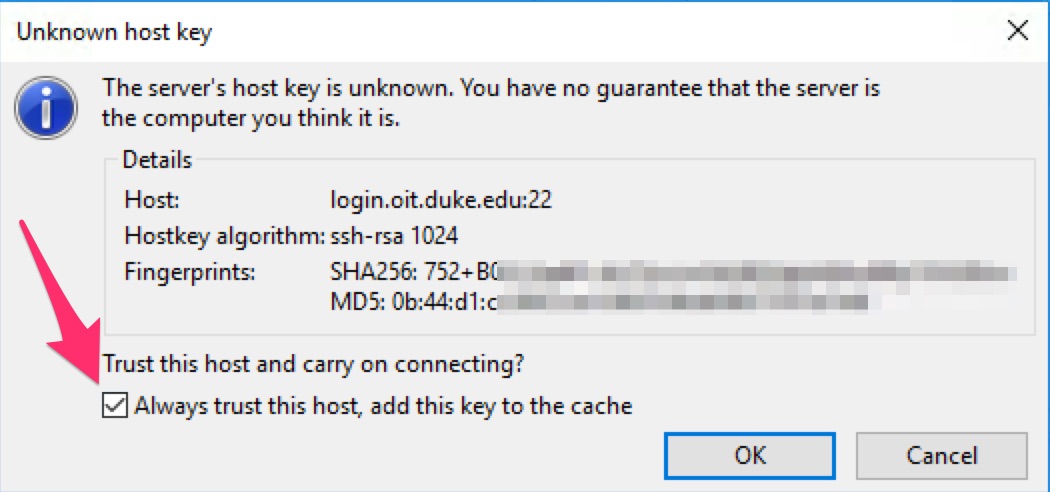 Unknown host key
The server's host key is unknown. You have no guarantee that the server is
the computer you think it is.
Details
Host: login.oit.duke.edu:22
Hostkey algorithm: ssh-rsa 1024
Fingerprints: SHA256: 752+B0
MD5: 0b:44:d1:c
Trust this host and carry on connecting?
Always trust this host, add this key to the cache
OK Cancel